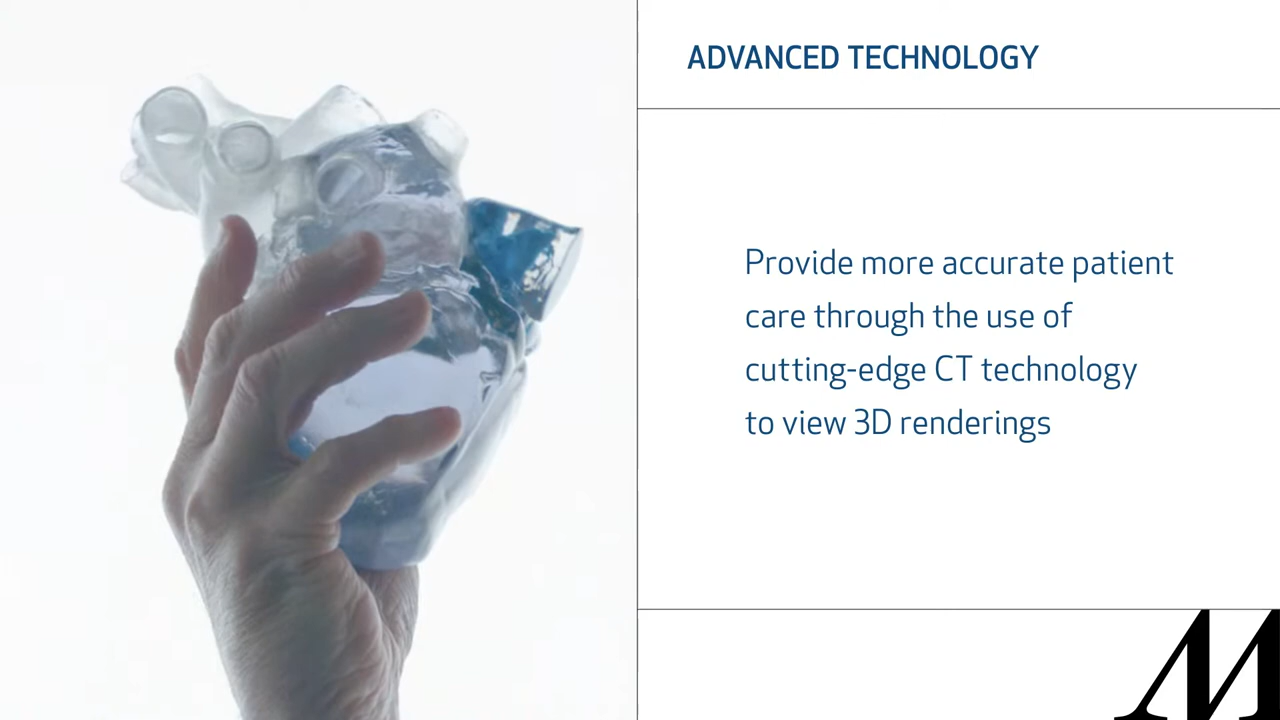 ADVANCED TECHNOLOGY
Provide more accurate patient
care through the use of
cutting-edge CT technology
to view 3D renderings
M